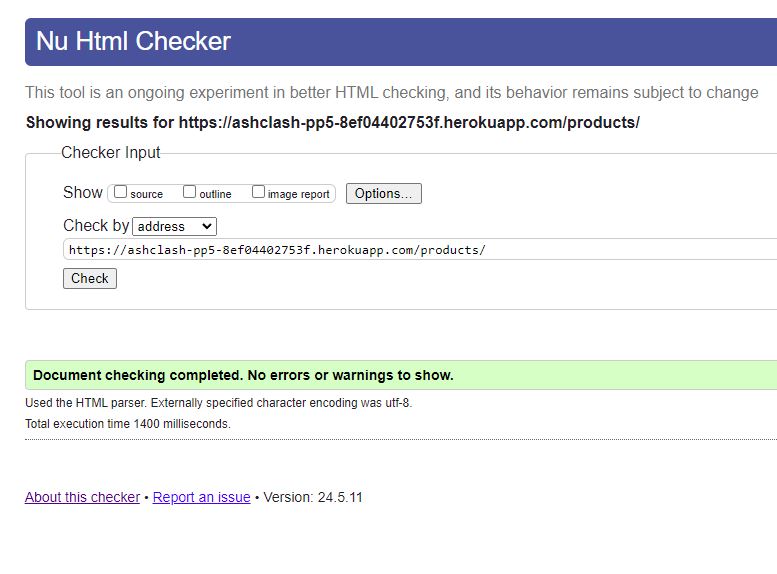 Nu Html Checker
This tool is an ongoing experiment in better HTML checking, and its behavior remains subject to change
Showing results for https://ashclash-pp5-8ef04402753f.herokuapp.com/products/
Checker Input
Show source outline image report Options...
Check by address
https://ashclash-pp5-8ef04402753f.herokuapp.com/products/
Check
Document checking completed. No errors or warnings to show.
Used the HTML parser. Externally specified character encoding was utf-8.
Total execution time 1400 milliseconds.
About this checker • Report an issue • Version: 24.5.11